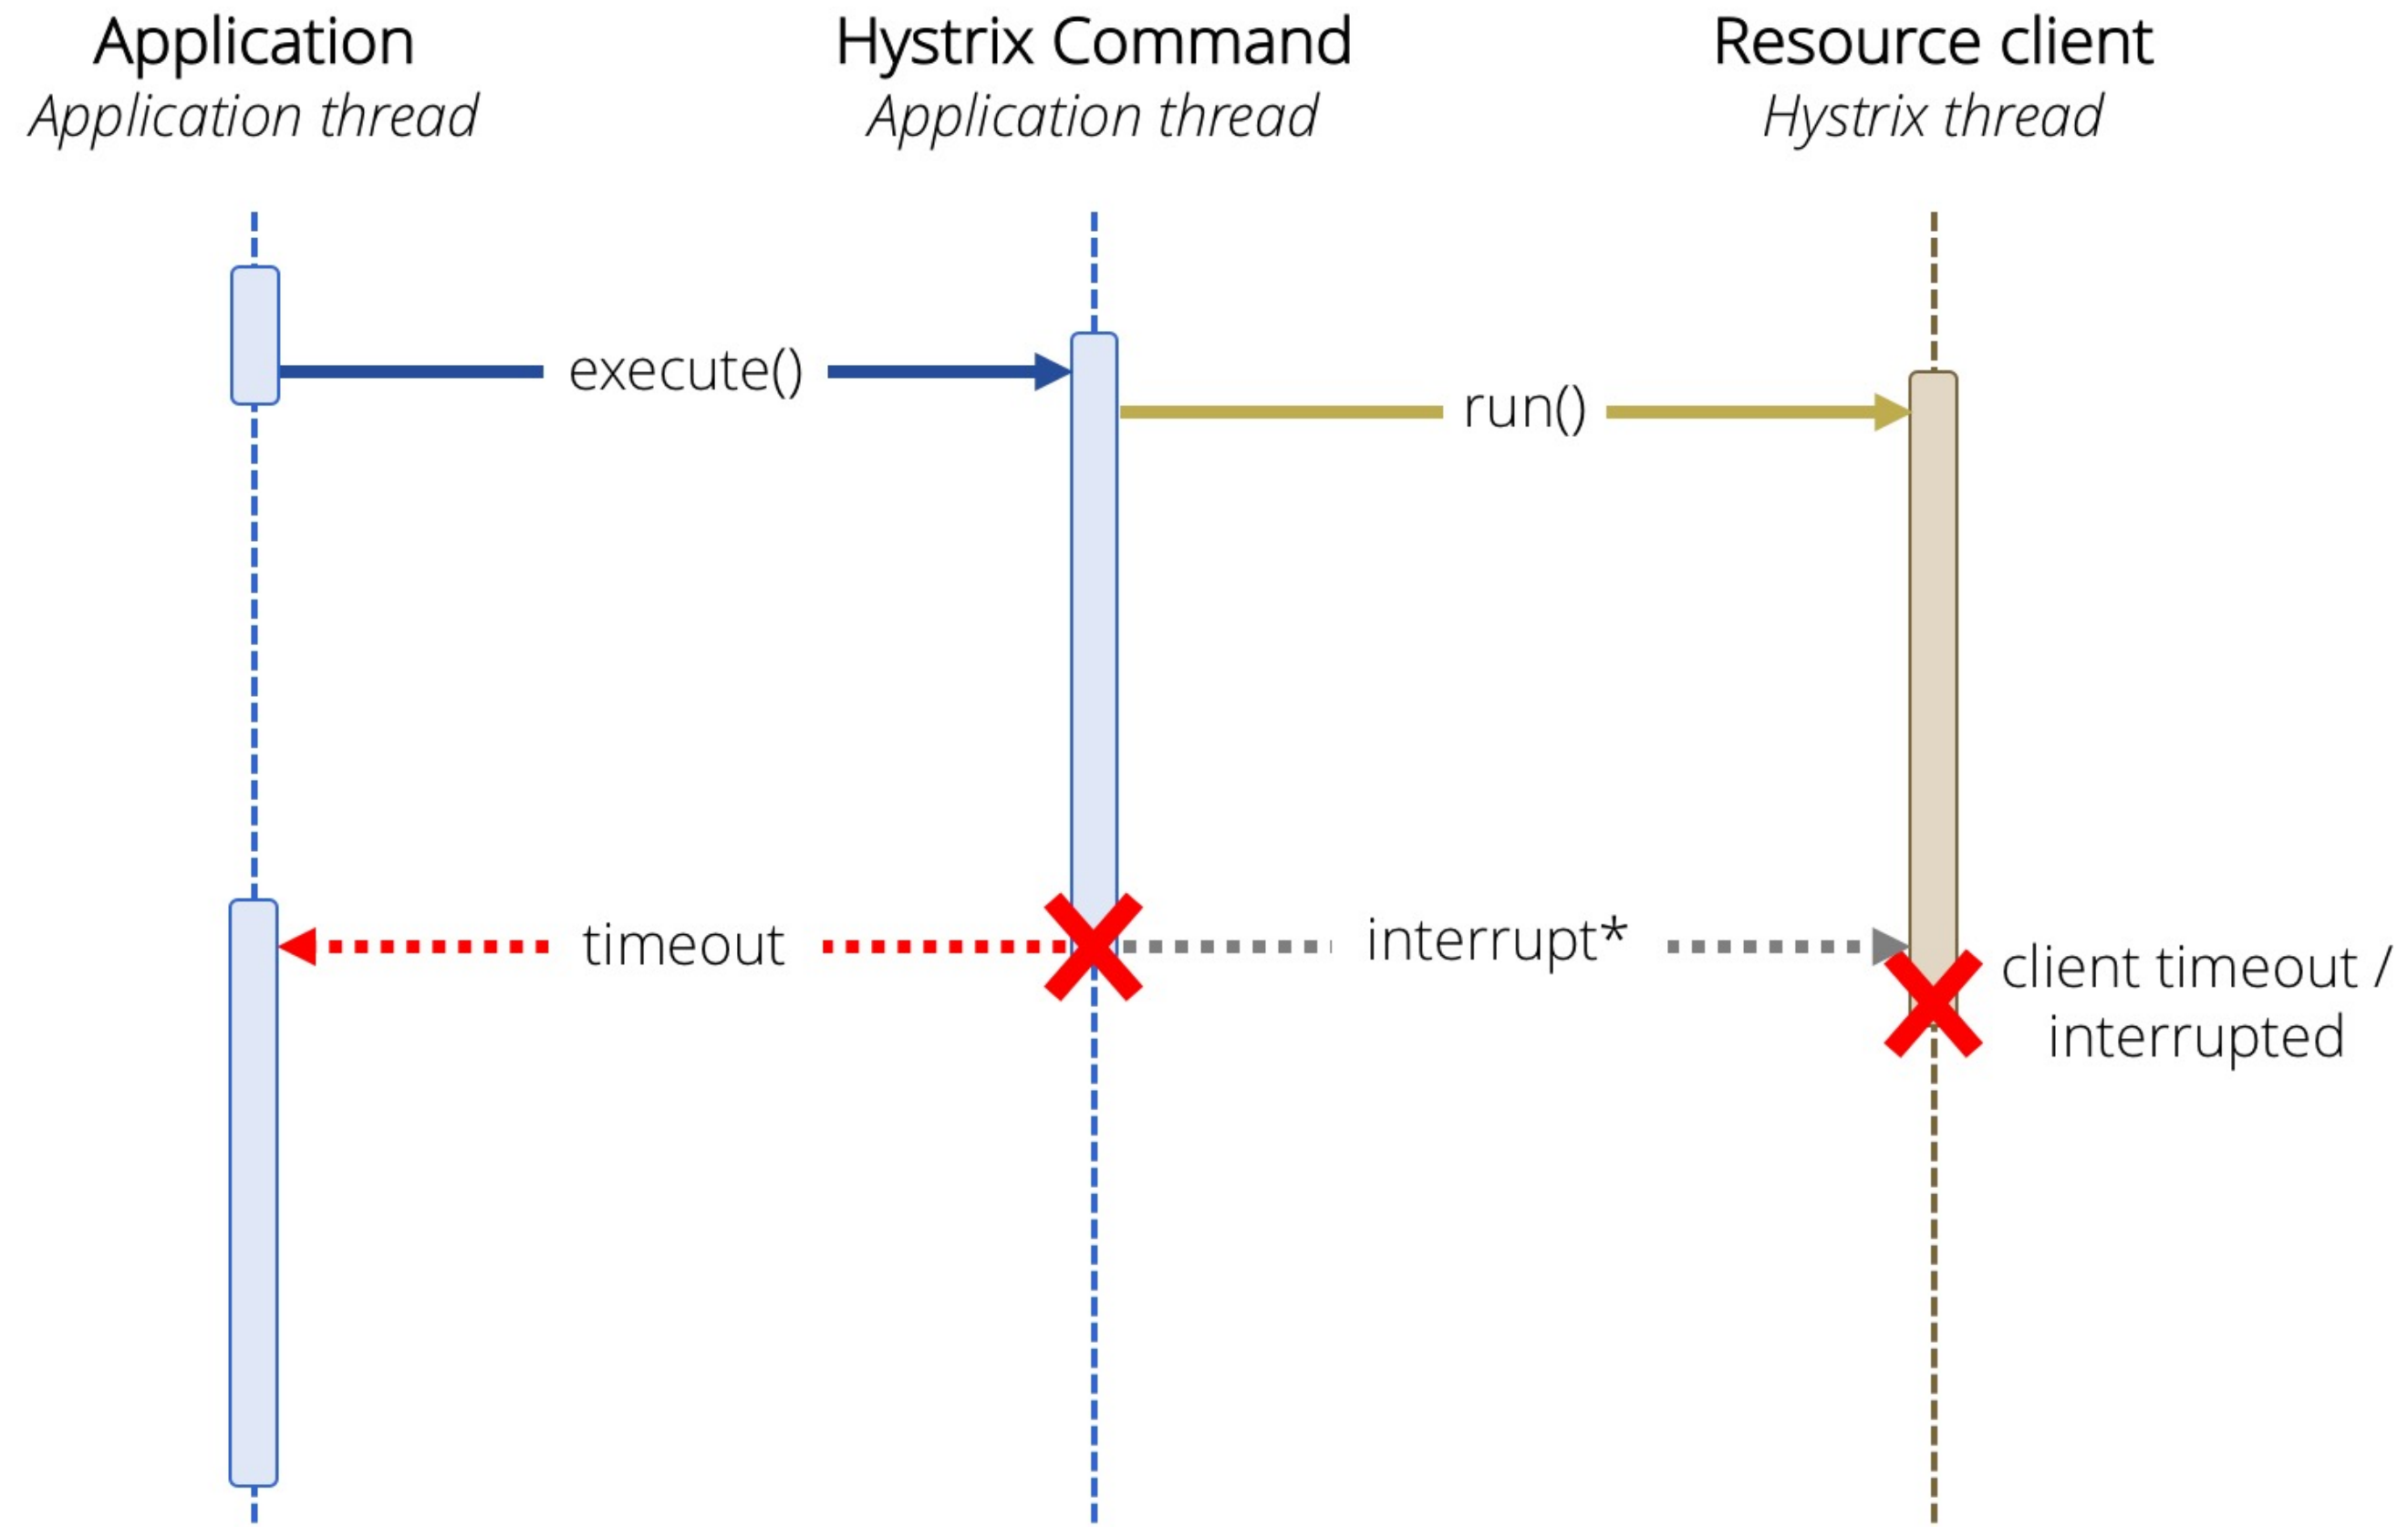 Application
Application thread
Hystrix Command
Application thread
Resource client
Hystrix thread
execute()
run()
timeout
interrupt*
client timeout /
interrupted